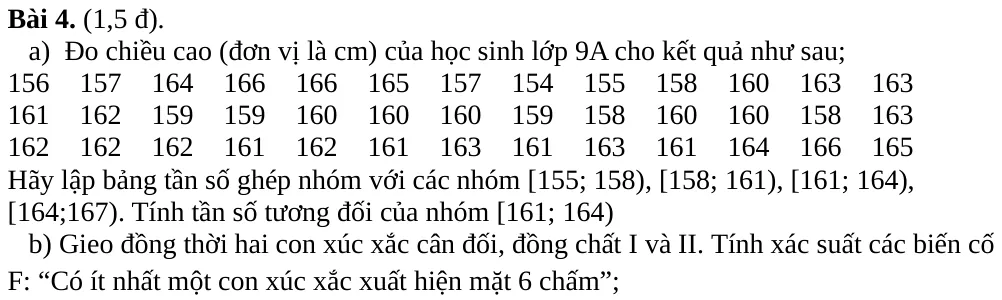 Bài 4. (1,5 đ).
a) Đo chiều cao (đơn vị là cm) của học sinh lớp 9A cho kết quả như sau;
156 157 164 166 166 165 157 154 155 158 160 163 163
161 162 159 159 160 160 160 159 158 160 160 158 163
162 162 162 161 162 161 163 161 163 161 164 166 165
Hãy lập bảng tần số ghép nhóm với các nhóm [155; 158), [158; 161), [161; 164),
[164;167). Tính tần số tương đối của nhóm [161; 164)
b) Gieo đồng thời hai con xúc xắc cân đối, đồng chất I và II. Tính xác suất các biến cố
F: “Có ít nhất một con xúc xắc xuất hiện mặt 6 chấm”;